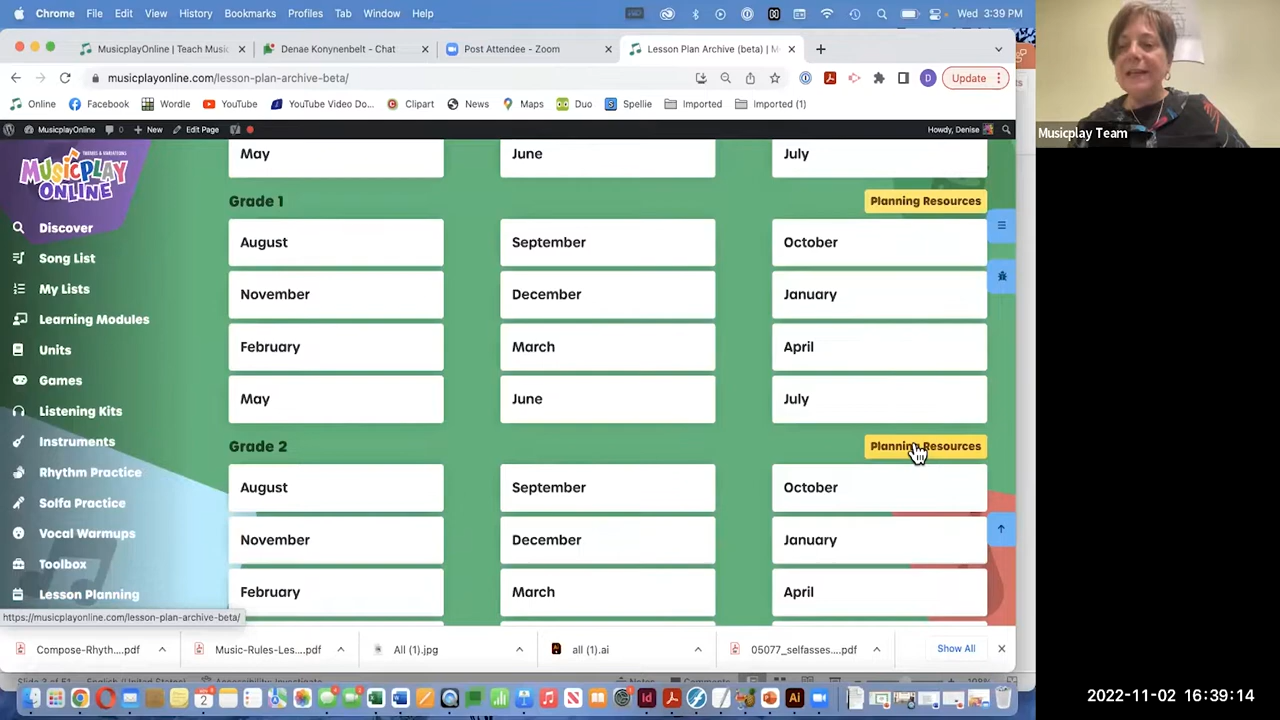 Chrome File Edit View History Bookmarks Profiles Tab Window Help Wed 3:39 PM
MusicplayOnline | Teach Music Denae Konynenbelt - Chat Post Attendee - Zoom Lesson Plan Archive (beta) | M
musicplayonline.com/lesson-plan-archive-beta/ Update
Online Facebook Wordle YouTube YouTube Video Do... Clipart News Maps Duo Spellie Imported Imported (1)
MusicplayOnline 0 New Edit Page Howdy, Denise
Musicplay Team
THEMES & VARIATIONS
MUSICPLAY
ONLINE
Discover
Song List
My Lists
Learning Modules
Units
Games
Listening Kits
Instruments
Rhythm Practice
Solfa Practice
Vocal Warmups
Toolbox
Lesson Planning
May June July
Grade 1 Planning Resources
August September October
November December January
February March April
May June July
Grade 2 Planning Resources
August September October
November December January
February March April
https://musicplayonline.com/lesson-plan-archive-beta/
Compose-Rhyth....pdf Music-Rules-Les....pdf All (1).jpg all (1).ai 05077_selfasses....pdf Show All
2022-11-02 16:39:14